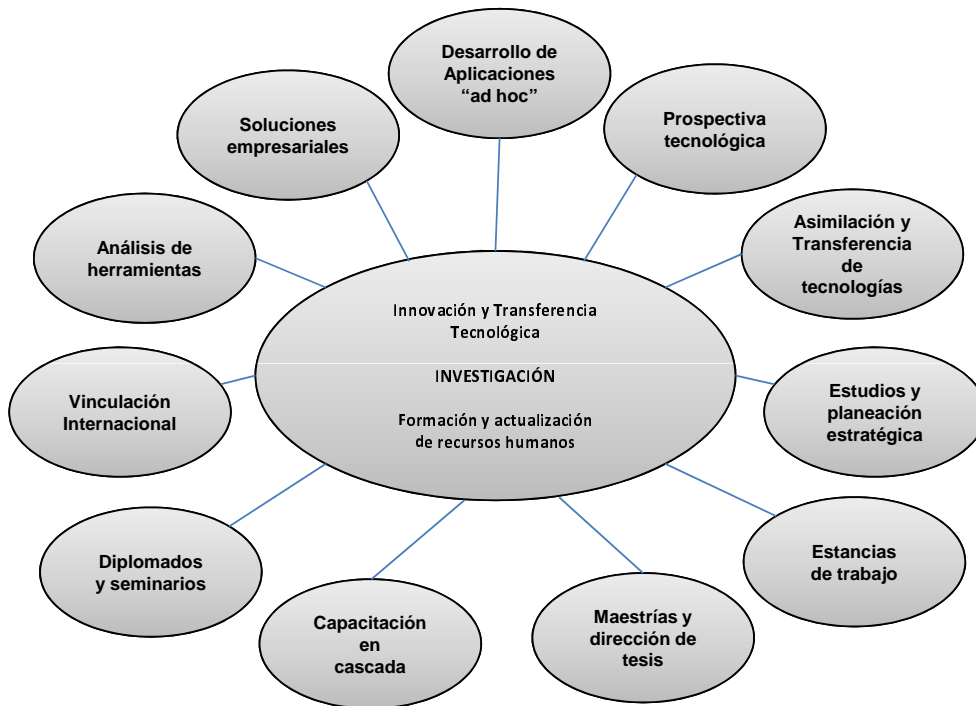 Desarrollo de
Aplicaciones
“ad hoc”
Prospectiva
tecnológica
Asimilación y
Transferencia
de
tecnologías
Estudios y
planeación
estratégica
Estancias
de trabajo
Maestrías y
dirección de
tesis
Capacitación
en
cascada
Diplomados
y seminarios
Vinculación
Internacional
Análisis de
herramientas
Soluciones
empresariales
Innovación y Transferencia
Tecnológica
INVESTIGACIÓN
Formación y actualización
de recursos humanos